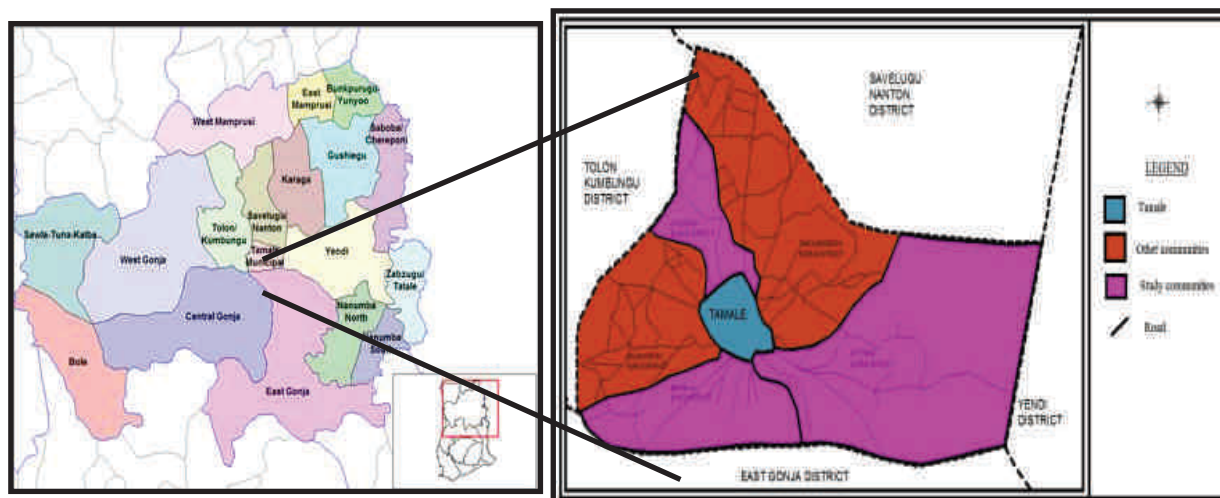 East
Mamprusi
Bunkpurugu-
Yunyoo
West Mamprusi
Saboba/
Chereponi
Gushiegu
Karaga
Savelugu/
Nanton
Tolon/
Kumbungu
Sawla-Tuna-Kalba
West Gonja
Tamale
Municipal
Yendi
Zabzugu
Tatale
Central Gonja
Nanumba
North
Nanumba
South
Bole
East Gonja
SAVELUGU
NANTON
DISTRICT
TOLON
KUMBUNGU
DISTRICT
TAMALE
YENDI
DISTRICT
EAST GONJA DISTRICT
LEGEND
Tamale
Other communities
Study communities
Road